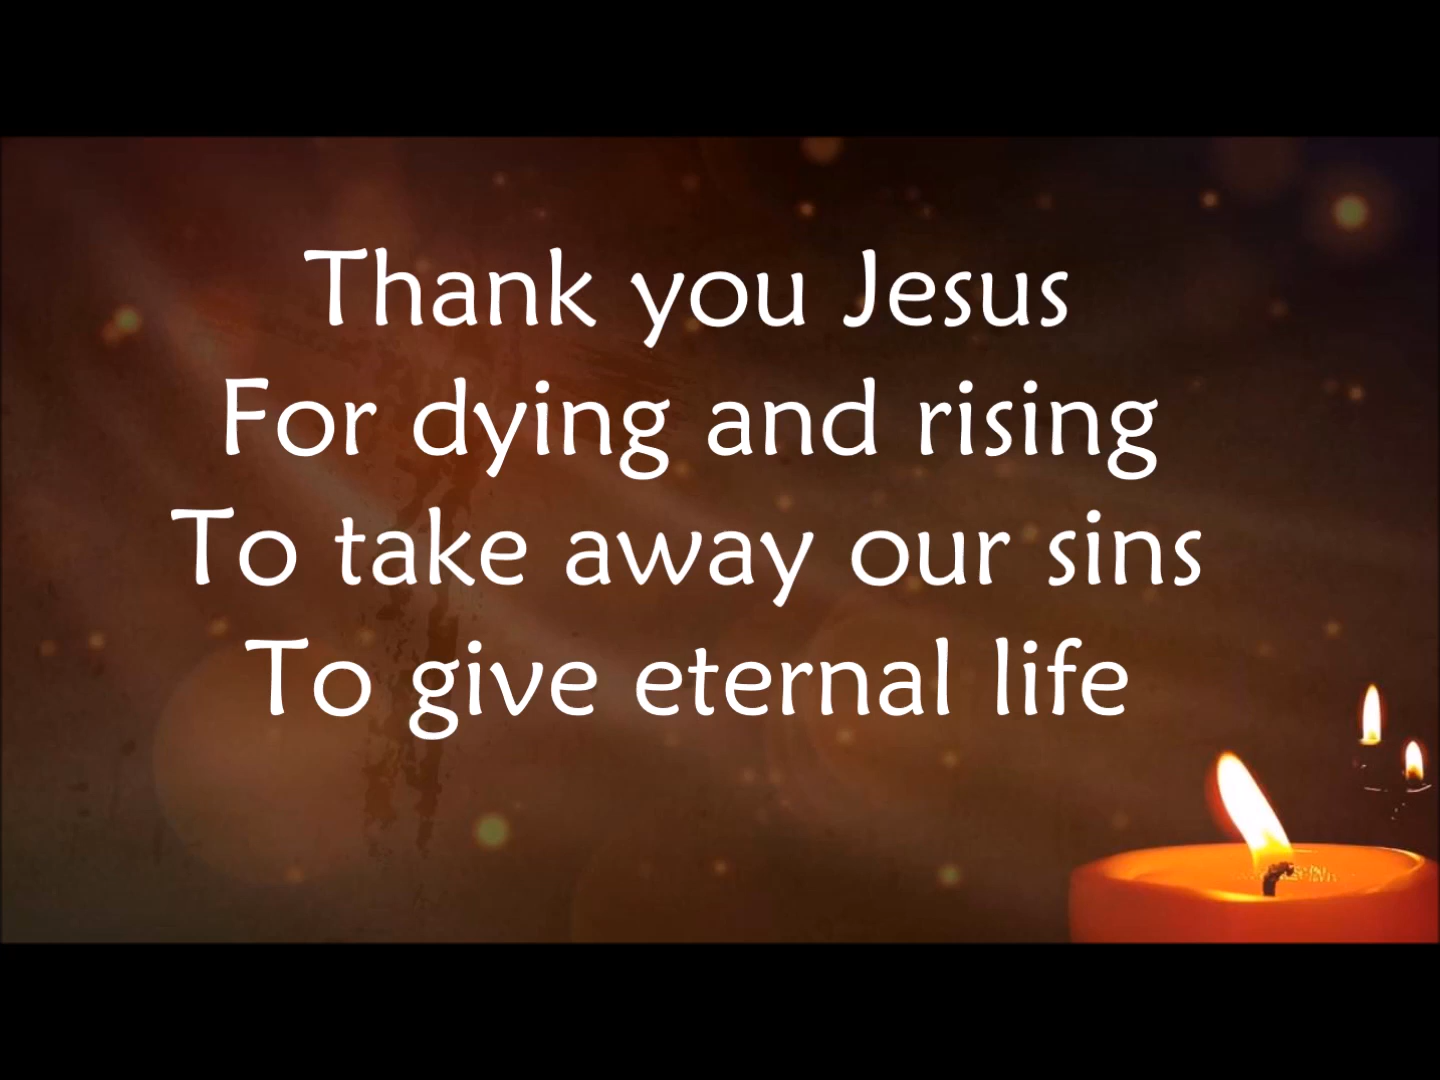 Thank you Jesus
For dying and rising
To take away our sins
To give eternal life